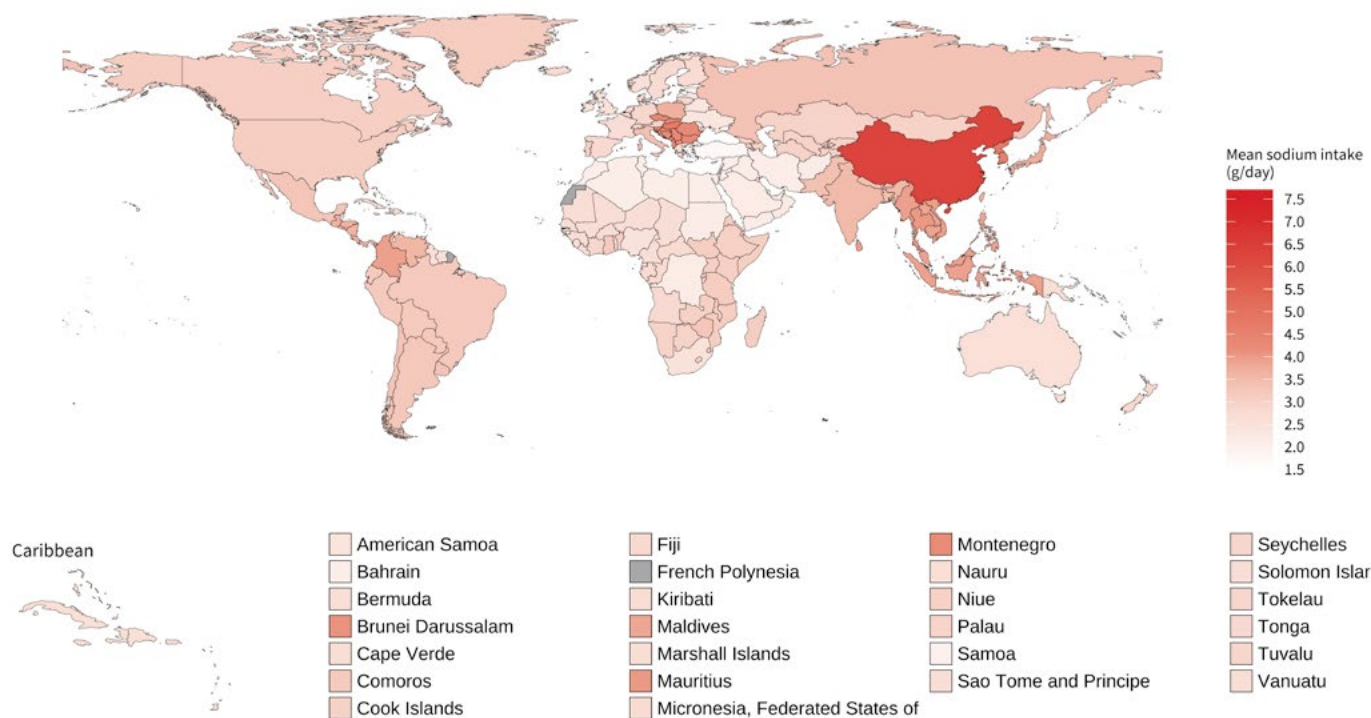 Mean sodium intake
(g/day)
7.5
6.5
6.0
5.5
5.0
4.5
4.0
3.5
3.0
2.5
2.0
1.5
Caribbean
American Samoa
Bahrain
Bermuda
Brunei Darussalam
Cape Verde
Comoros
Cook Islands
Fiji
French Polynesia
Kiribati
Maldives
Marshall Islands
Mauritius
Micronesia, Federated States of
Montenegro
Nauru
Niue
Palau
Samoa
Sao Tome and Principe
Seychelles
Solomon Islar
Tokelau
Tonga
Tuvalu
Vanuatu